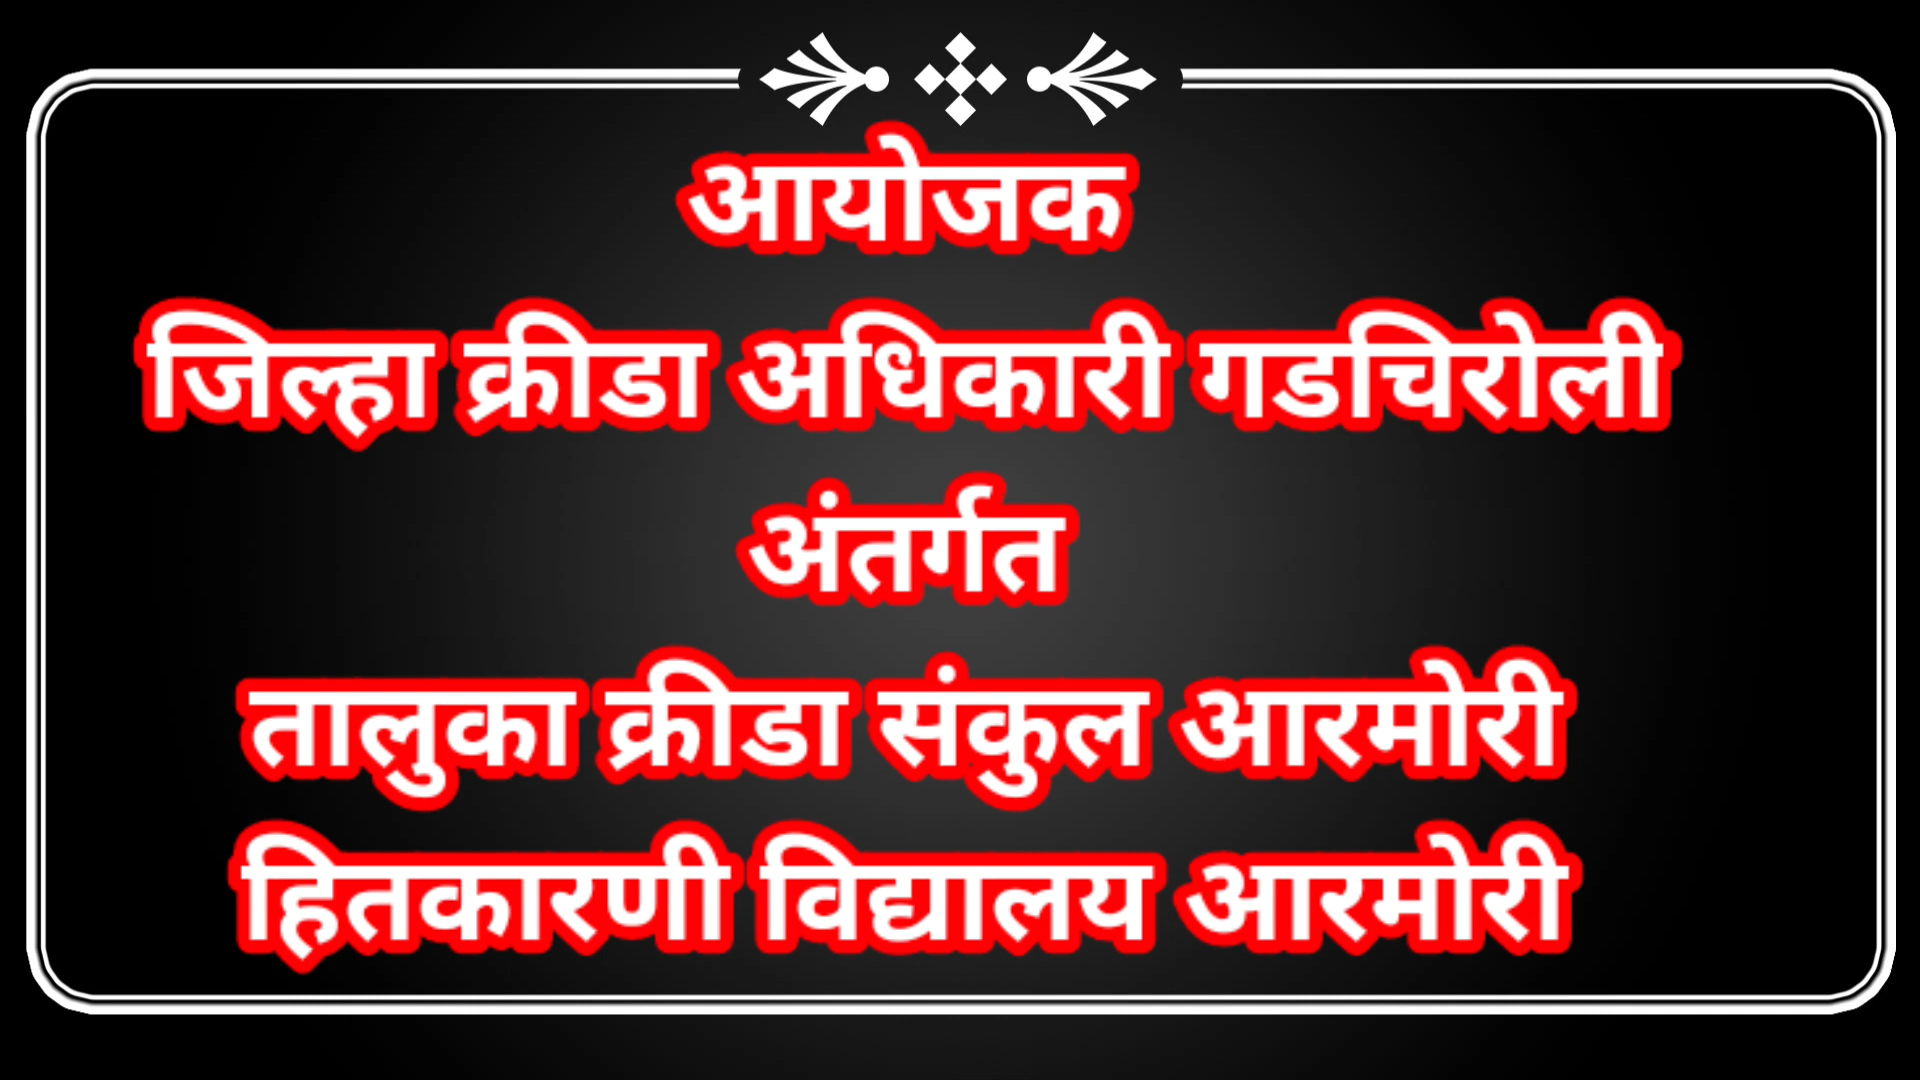 आयोजक
जिल्हा क्रीडा अधिकारी गडचिरोली
अंतर्गत
तालुका क्रीडा संकुल आरमोरी
हितकारणी विद्यालय आरमोरी